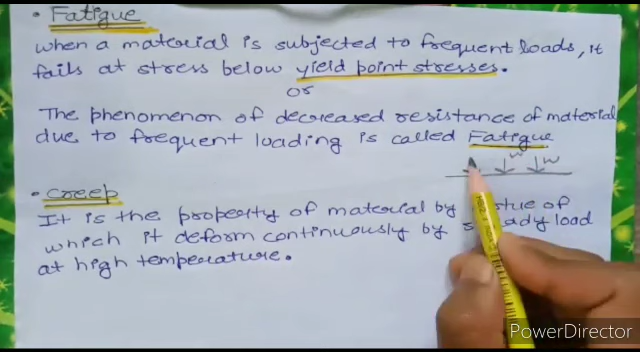 • Fatigue
when a material is subjected to frequent loads, it
fails at stress below yield point stresses.
or
The phenomenon of decreased resistance of material
due to frequent loading is called Fatigue
w w
• Creep
It is the property of material by
which it deform continuously by load
at high temperature.
PowerDirector